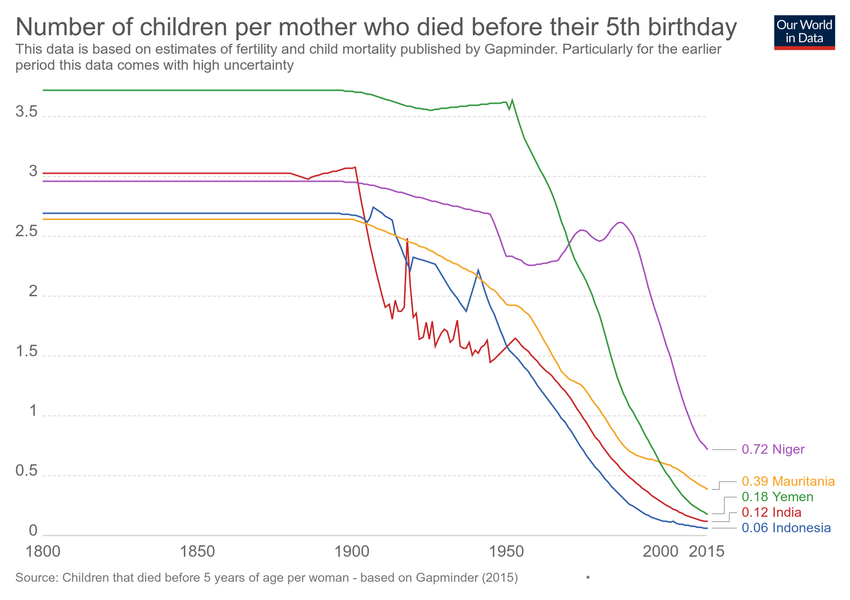 Number of children per mother who died before their 5th birthday
Our World
in Data
This data is based on estimates of fertility and child mortality published by Gapminder. Particularly for the earlier
period this data comes with high uncertainty
3.5
3
2.5
2
1.5
1
0.5
0
0.72 Niger
0.39 Mauritania
0.18 Yemen
0.12 India
0.06 Indonesia
1800 1850 1900 1950 2000 2015
Source: Children that died before 5 years of age per woman - based on Gapminder (2015) •